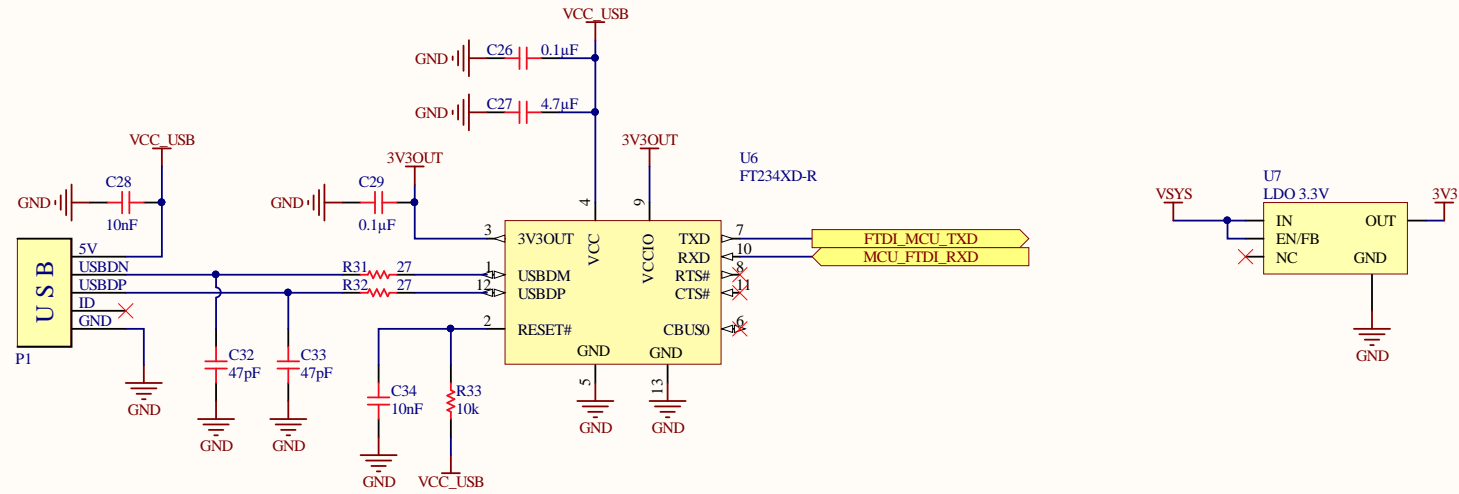 VCC_USB
C26 0.1µF
GND
C27 4.7µF
GND
VCC_USB
3V3OUT
3V3OUT
U6
FT234XD-R
C28
GND
10nF
C29
GND
0.1µF
U7
LDO 3.3V
VSYS
3V3
IN OUT
EN/FB
NC GND
GND
4
9
VCC
VCCIO
3 3V3OUT
TXD 7 FTDI_MCU_TXD
RXD 10 MCU_FTDI_RXD
RTS# 8
CTS# 11
CBUS0 6
1 USBDM
12 USBDP
2 RESET#
GND
GND
5
13
GND
GND
5V
USBDN
USBDP
ID
GND
USB
P1
R31 27
R32 27
GND
C32
47pF
GND
C33
47pF
GND
C34
10nF
GND
R33
10k
VCC_USB